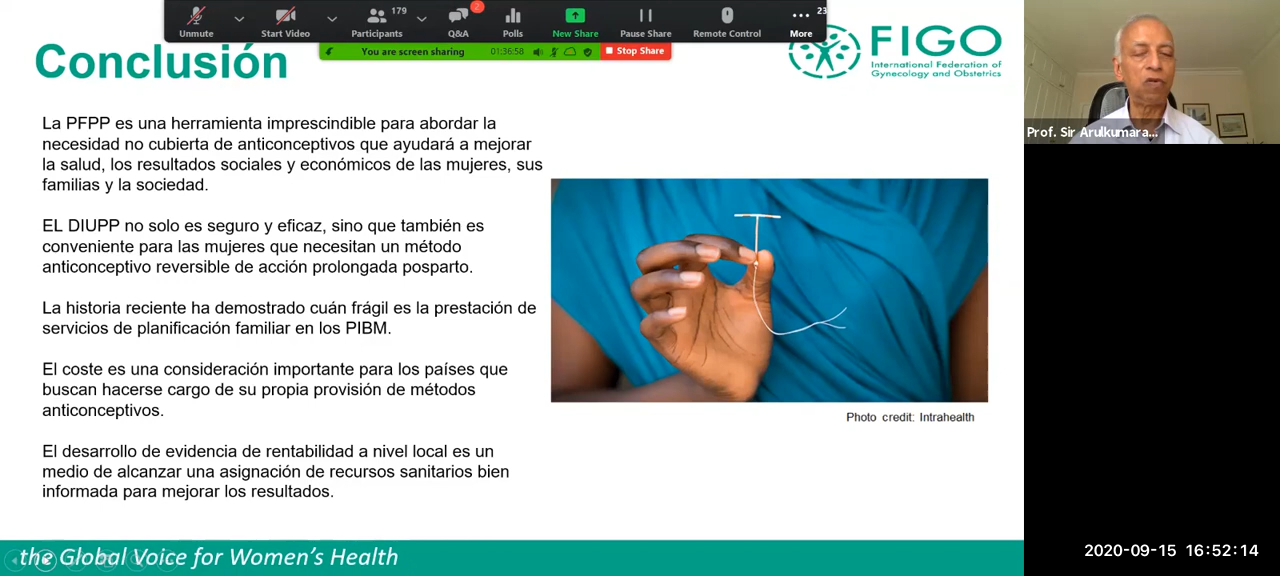 179
2
23
Unmute
Start Video
Participants
Q&A
Polls
New Share
Pause Share
Remote Control
More
You are screen sharing
01:36:58
Stop Share
Conclusión
FIGO
International Federation of
Gynecology and Obstetrics
Prof. Sir Arulkumara...
La PFPP es una herramienta imprescindible para abordar la
necesidad no cubierta de anticonceptivos que ayudará a mejorar
la salud, los resultados sociales y económicos de las mujeres, sus
familias y la sociedad.
EL DIUPP no solo es seguro y eficaz, sino que también es
conveniente para las mujeres que necesitan un método
anticonceptivo reversible de acción prolongada posparto.
La historia reciente ha demostrado cuán frágil es la prestación de
servicios de planificación familiar en los PIBM.
El coste es una consideración importante para los países que
buscan hacerse cargo de su propia provisión de métodos
anticonceptivos.
El desarrollo de evidencia de rentabilidad a nivel local es un
medio de alcanzar una asignación de recursos sanitarios bien
informada para mejorar los resultados.
Photo credit: Intrahealth
the Global Voice for Women's Health
2020-09-15 16:52:14